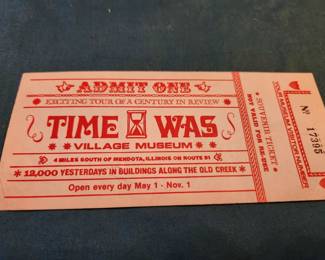 ADMIT ONE
EXCITING TOUR OF A CENTURY IN REVIEW
TIME WAS
VILLAGE MUSEUM
4 MILES SOUTH OF MENDOTA, ILLINOIS ON ROUTE 51
12,000 YESTERDAYS IN BUILDINGS ALONG THE OLD CREEK
Open every day May 1 - Nov. 1
SOUVENIR TICKET
NOT VALID FOR RE-USE
No 17395